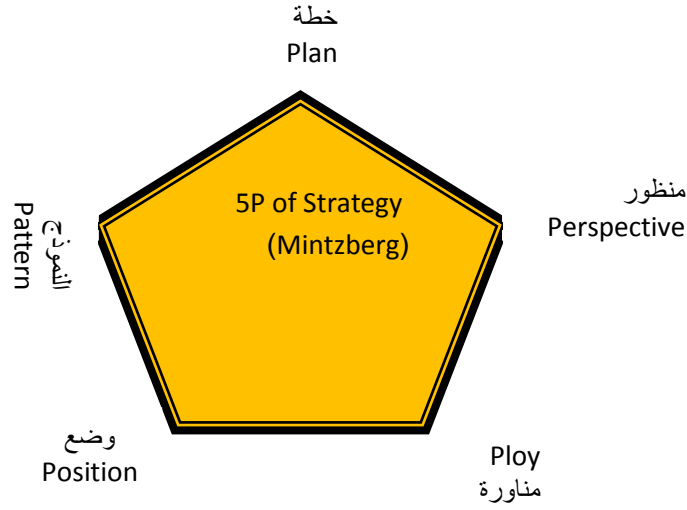 خطة
Plan
5P of Strategy
(Mintzberg)
منظور
Perspective
النموذج
Pattern
وضع
Position
Ploy
مناورة